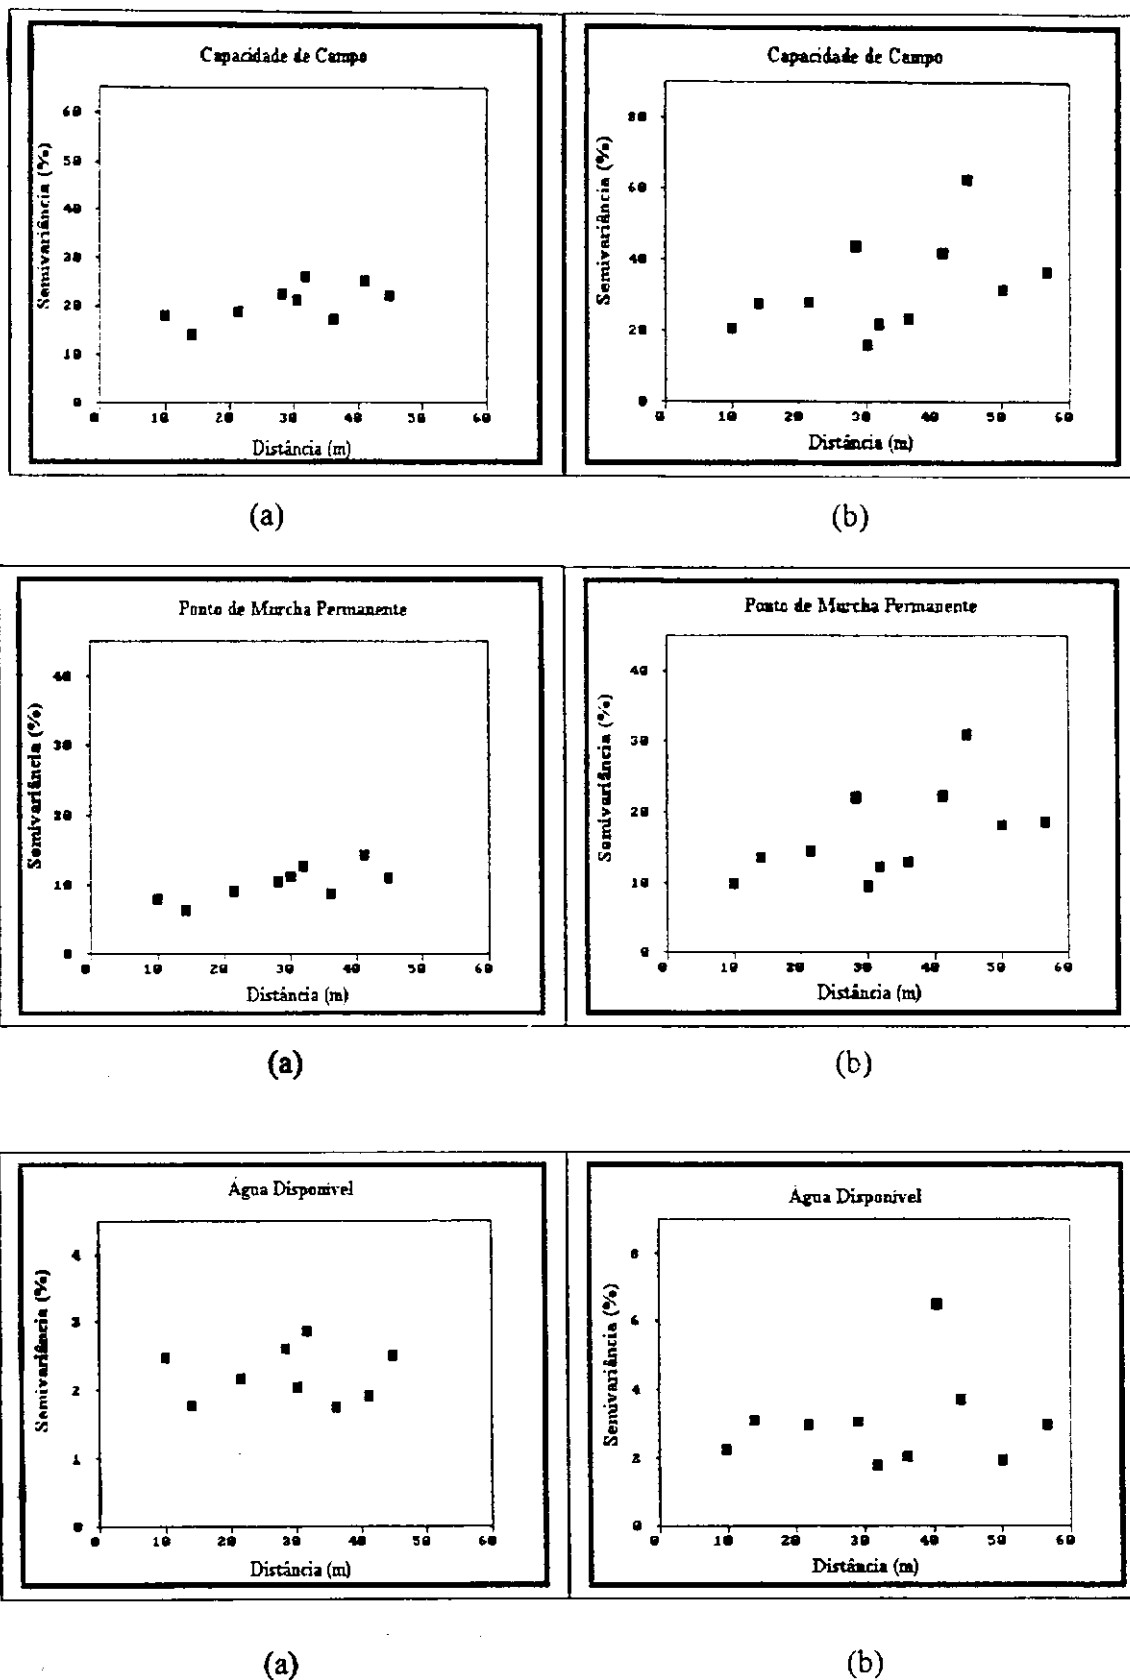 Capacidade de Campo
Semivariância (%)
60
50
40
30
20
10
0
0 10 20 30 40 50 60
Distância (m)
(a)
Capacidade de Campo
Semivariância (%)
80
60
40
20
0
0 10 20 30 40 50 60
Distância (m)
(b)
Ponto de Murcha Permanente
Semivariância (%)
40
30
20
10
0
0 10 20 30 40 50 60
Distância (m)
(a)
Ponto de Murcha Permanente
Semivariância (%)
40
30
20
10
0
0 10 20 30 40 50 60
Distância (m)
(b)
Água Disponivel
Semivariância (%)
4
3
2
1
0
0 10 20 30 40 50 60
Distância (m)
(a)
Água Disponivel
Semivariância (%)
8
6
4
2
0
0 10 20 30 40 50 60
Distância (m)
(b)